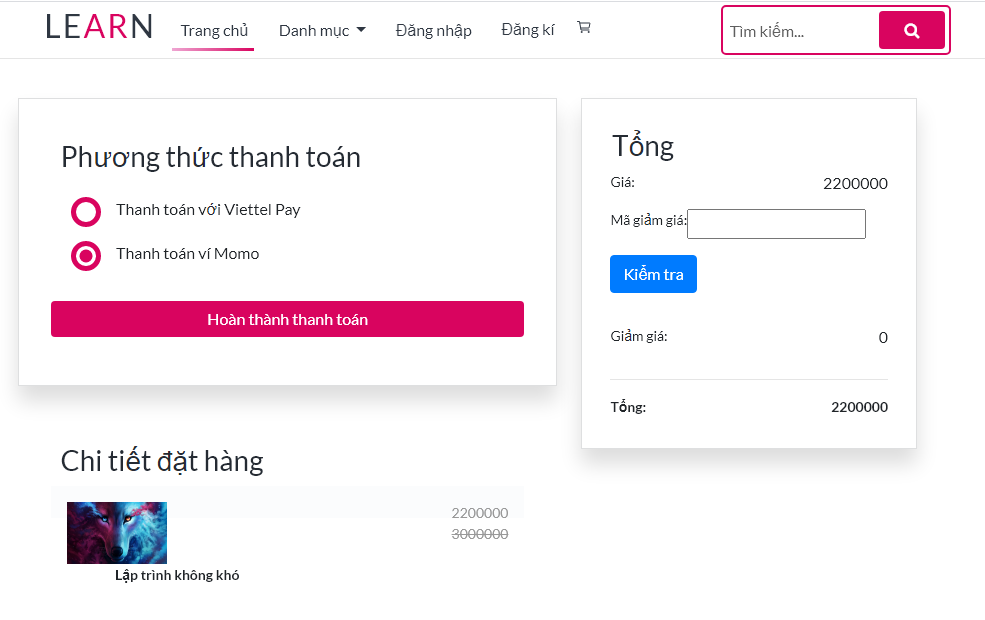 LEARN Trang chủ Danh mục Đăng nhập Đăng kí Tìm kiếm...
Phương thức thanh toán
Thanh toán với Viettel Pay
Thanh toán ví Momo
Hoàn thành thanh toán
Tổng
Giá: 2200000
Mã giảm giá:
Kiểm tra
Giảm giá: 0
Tổng: 2200000
Chi tiết đặt hàng
2200000
3000000
Lập trình không khó